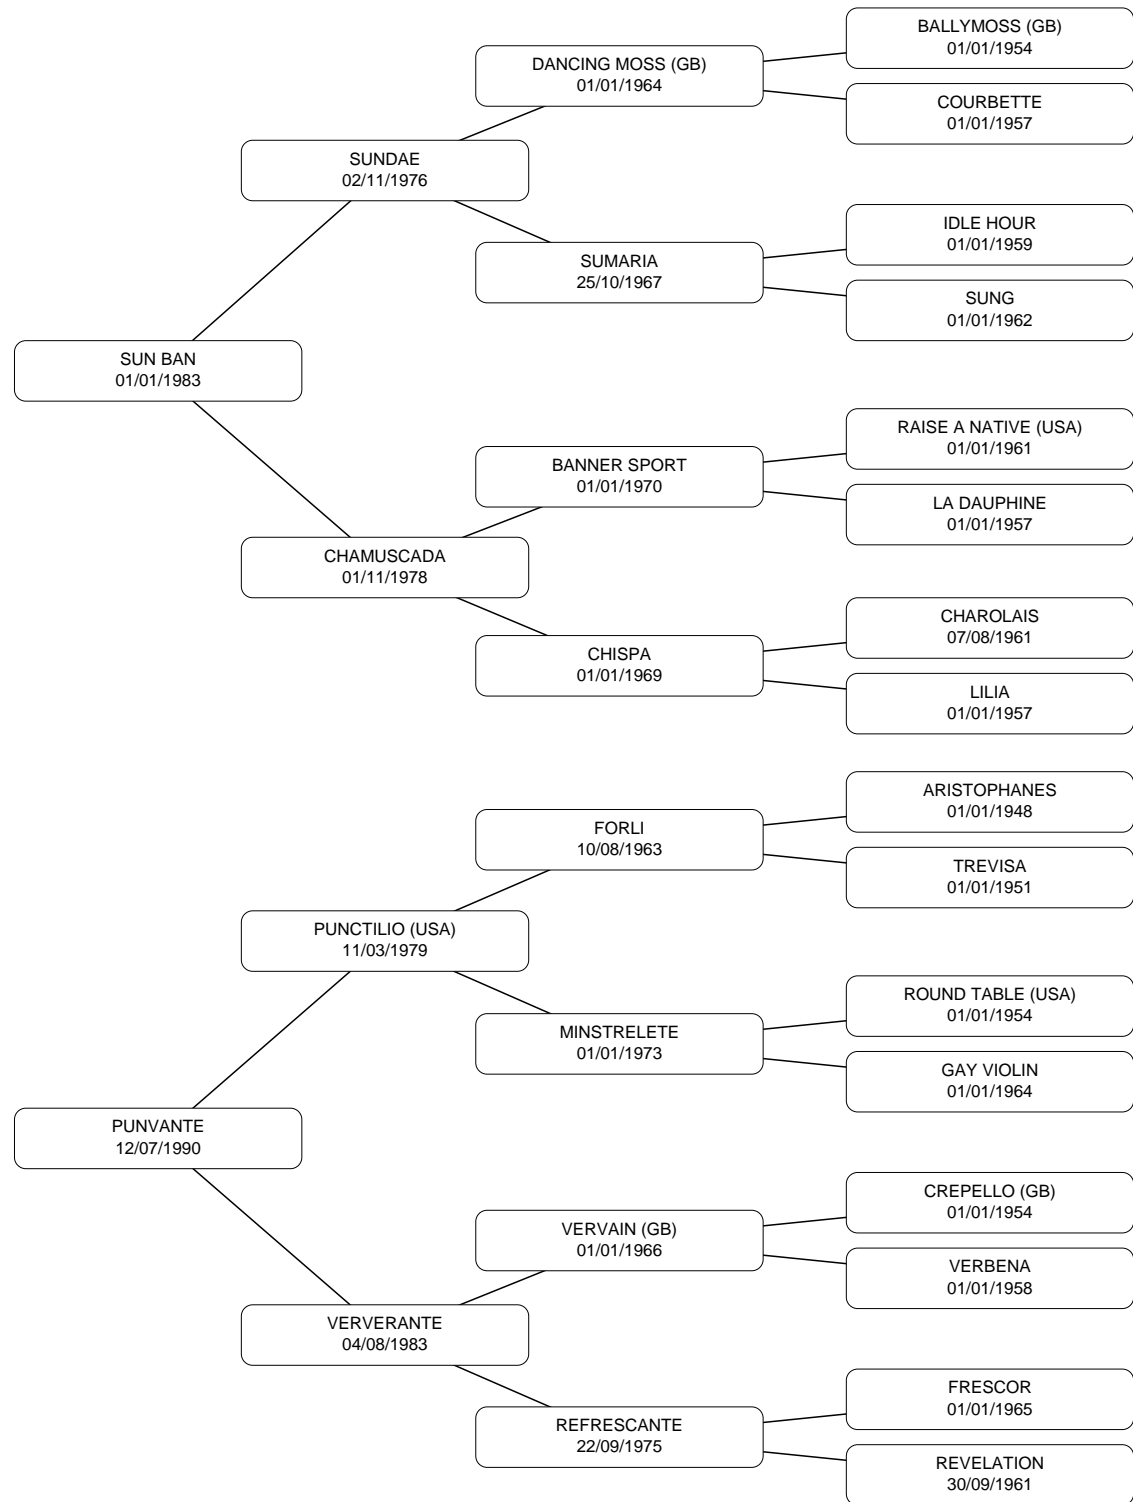 BALLYMOSS (GB)
01/01/1954
DANCING MOSS (GB)
01/01/1964
COURBETTE
01/01/1957
SUNDAE
02/11/1976
IDLE HOUR
01/01/1959
SUMARIA
25/10/1967
SUNG
01/01/1962
SUN BAN
01/01/1983
RAISE A NATIVE (USA)
01/01/1961
BANNER SPORT
01/01/1970
LA DAUPHINE
01/01/1957
CHAMUSCADA
01/11/1978
CHAROLAIS
07/08/1961
CHISPA
01/01/1969
LILIA
01/01/1957
ARISTOPHANES
01/01/1948
FORLI
10/08/1963
TREVISA
01/01/1951
PUNCTILIO (USA)
11/03/1979
ROUND TABLE (USA)
01/01/1954
MINSTRELETE
01/01/1973
GAY VIOLIN
01/01/1964
PUNVANTE
12/07/1990
CREPELLO (GB)
01/01/1954
VERVAIN (GB)
01/01/1966
VERBENA
01/01/1958
VERVERANTE
04/08/1983
FRESCOR
01/01/1965
REFRESCANTE
22/09/1975
REVELATION
30/09/1961